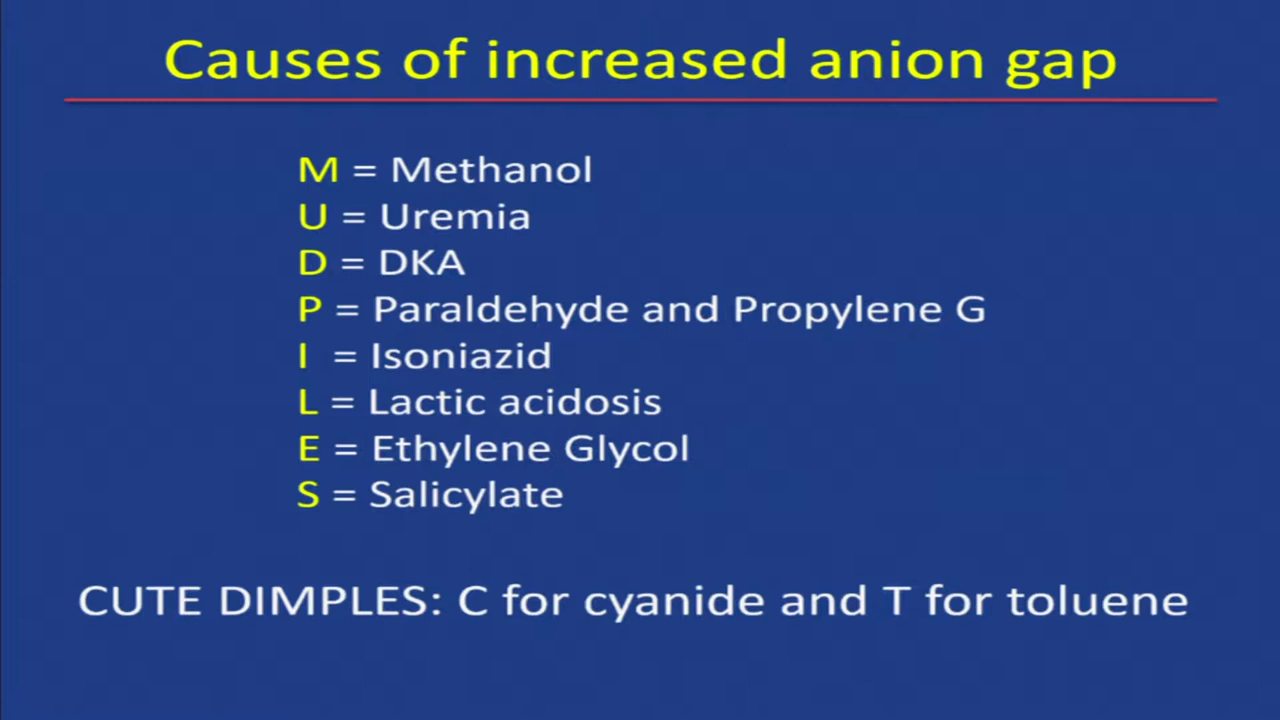 Causes of increased anion gap
M = Methanol
U = Uremia
D = DKA
P = Paraldehyde and Propylene G
I = Isoniazid
L = Lactic acidosis
E = Ethylene Glycol
S = Salicylate
CUTE DIMPLES: C for cyanide and T for toluene